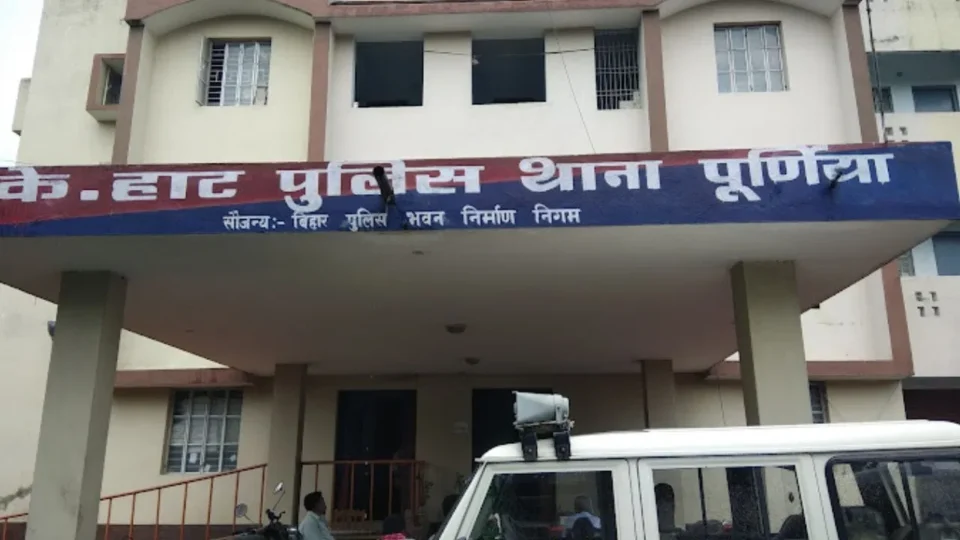 के. हाट पुलिस थाना पूर्णिया
सौजन्य:- बिहार पुलिस भवन निर्माण निगम